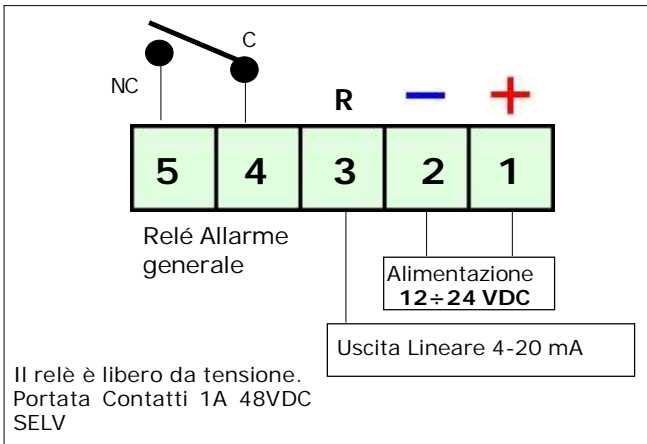 C
NC
R
− +
5 4 3 2 1
Relé Allarme
generale
Alimentazione
12÷24 VDC
Uscita Lineare 4-20 mA
Il relè è libero da tensione.
Portata Contatti 1A 48VDC
SELV